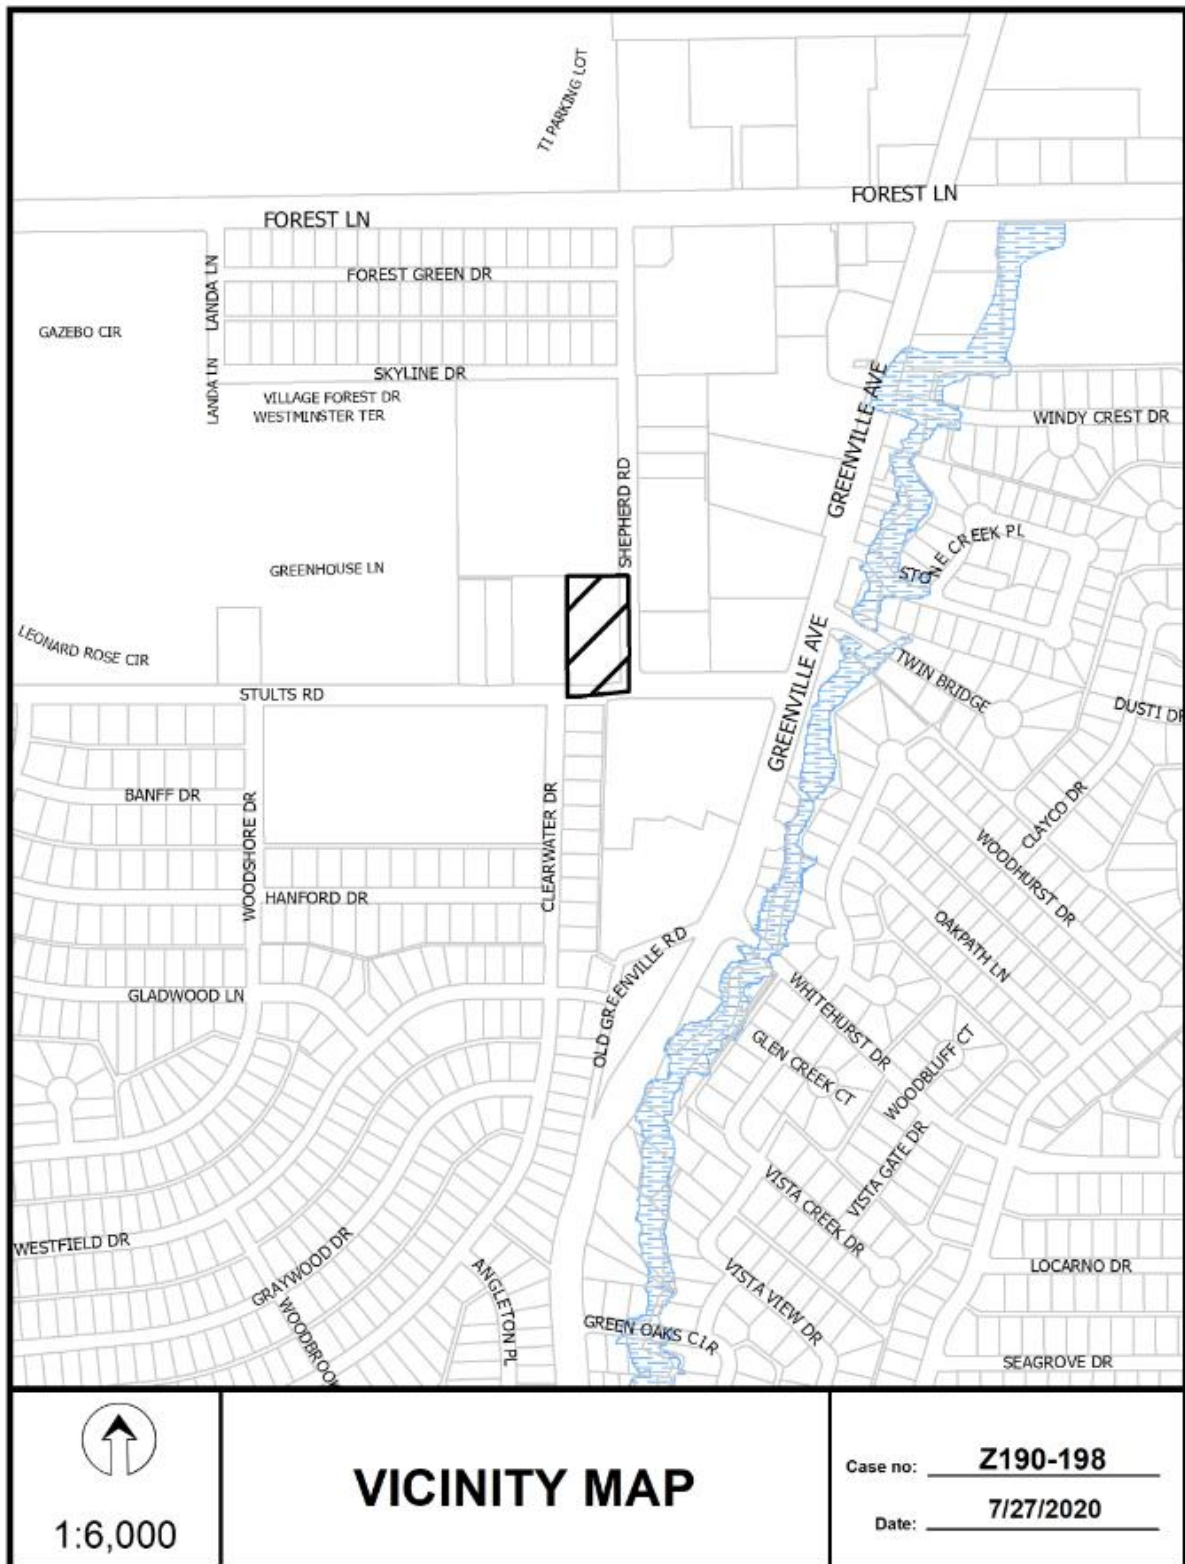 TI PARKING LOT
FOREST LN
FOREST LN
LANDA LN
FOREST GREEN DR
GAZEBO CIR
SKYLINE DR
LANDA LN
VILLAGE FOREST DR
WESTMINSTER TER
GREENVILLE AVE
WINDY CREST DR
SHEPHERD RD
STONE CREEK PL
GREENHOUSE LN
LEONARD ROSE CIR
GREENVILLE AVE
TWIN BRIDGE
STULTS RD
DUSTI DR
BANFF DR
WOODSHORE DR
CLEARWATER DR
CLAYCO DR
WOODHURST DR
HANFORD DR
OAKPATH LN
OLD GREENVILLE RD
GLADWOOD LN
WHITEHURST DR
GLEN CREEK CT
WOODBLUFF CT
VISTA GATE DR
VISTA CREEK DR
WESTFIELD DR
GRAYWOOD DR
ANGLETON PL
VISTA VIEW DR
LOCARNO DR
WOODBROOK
GREEN OAKS CIR
SEAGROVE DR
1:6,000
VICINITY MAP
Case no: Z190-198
Date: 7/27/2020